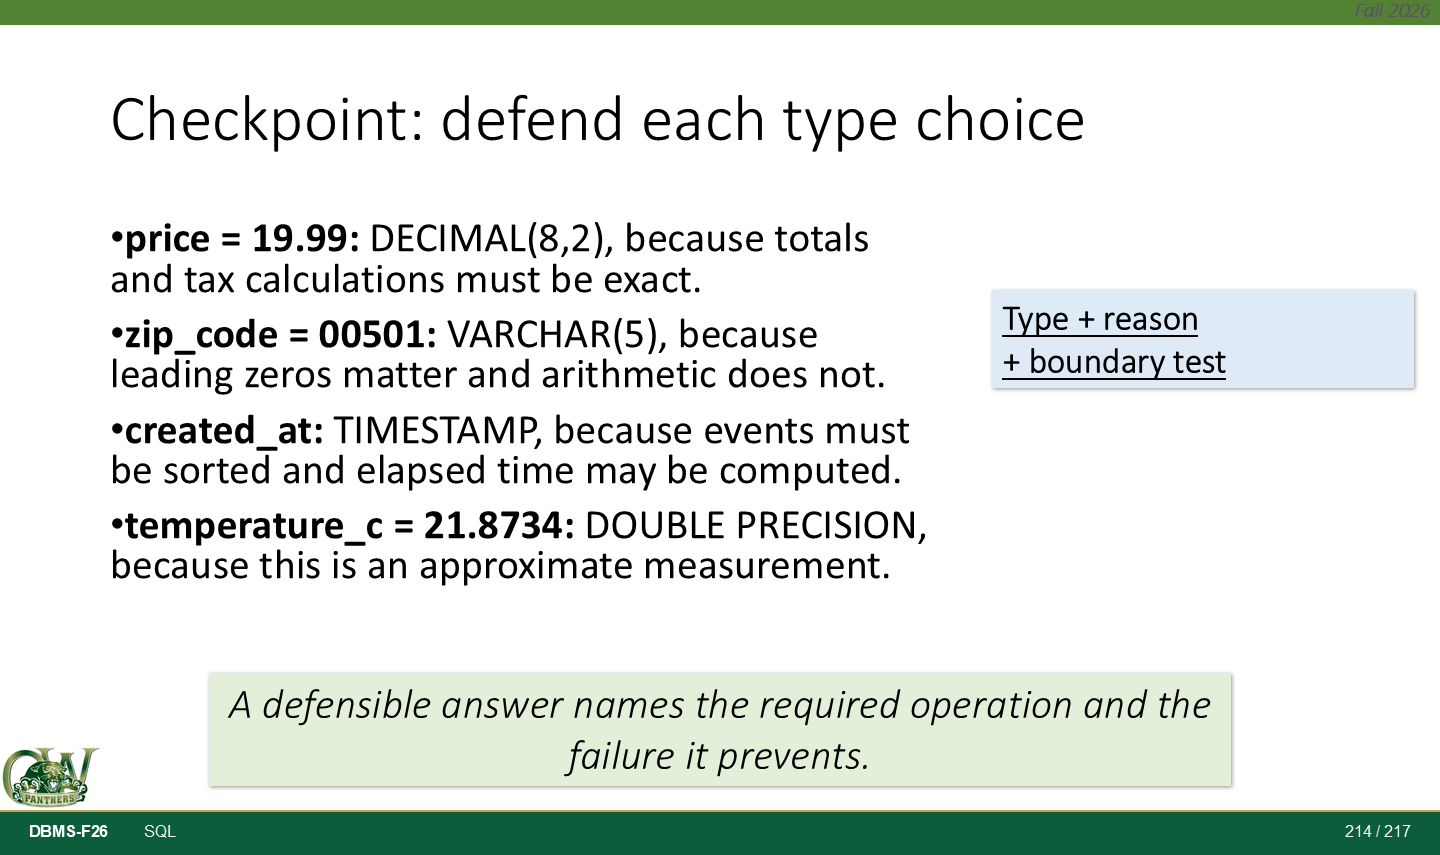 Fall 2026
Checkpoint: defend each type choice
•price = 19.99: DECIMAL(8,2), because totals
and tax calculations must be exact.
•zip_code = 00501: VARCHAR(5), because
leading zeros matter and arithmetic does not.
•created_at: TIMESTAMP, because events must
be sorted and elapsed time may be computed.
•temperature_c = 21.8734: DOUBLE PRECISION,
because this is an approximate measurement.
Type + reason
+ boundary test
A defensible answer names the required operation and the
failure it prevents.
OW
PANTHERS
DBMS-F26 SQL 214 / 217